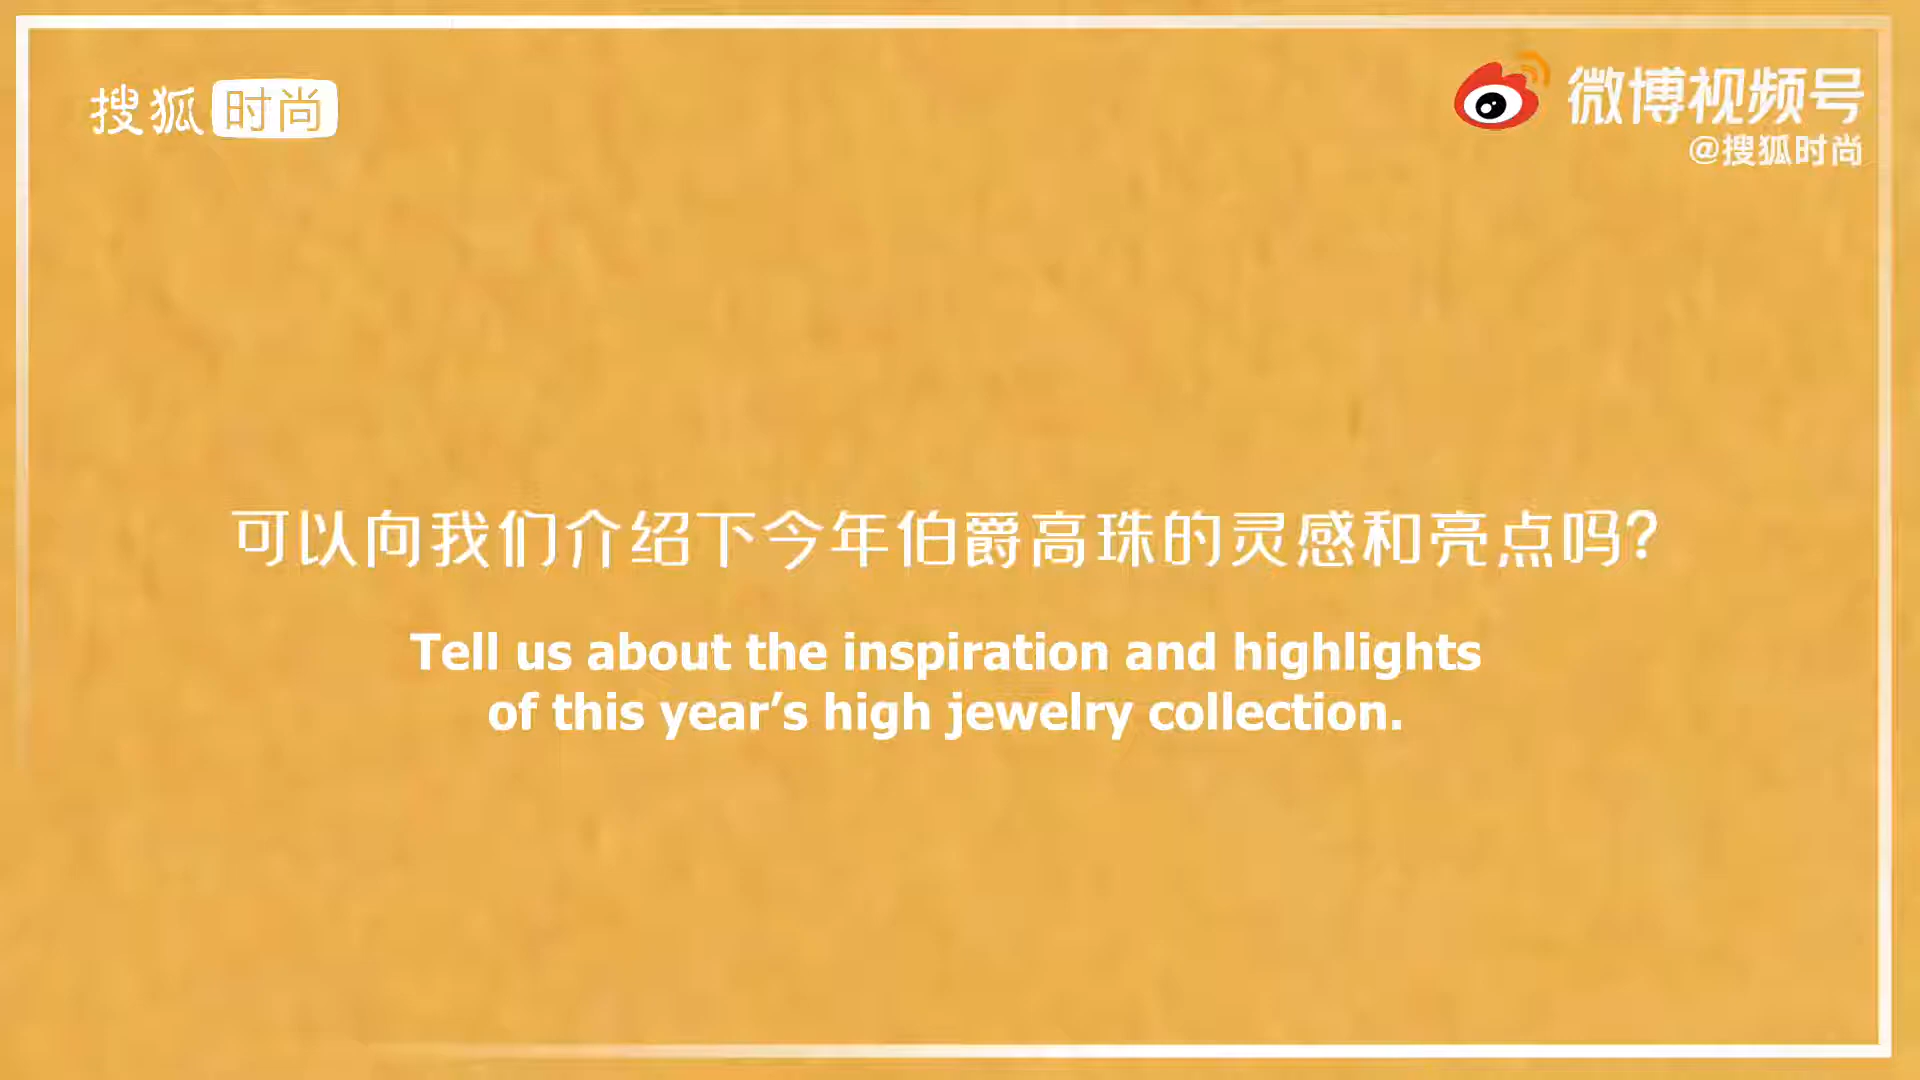 搜狐时尚
微博视频号
@搜狐时尚
可以向我们介绍下今年伯爵高珠的灵感和亮点吗?
Tell us about the inspiration and highlights
of this year’s high jewelry collection.